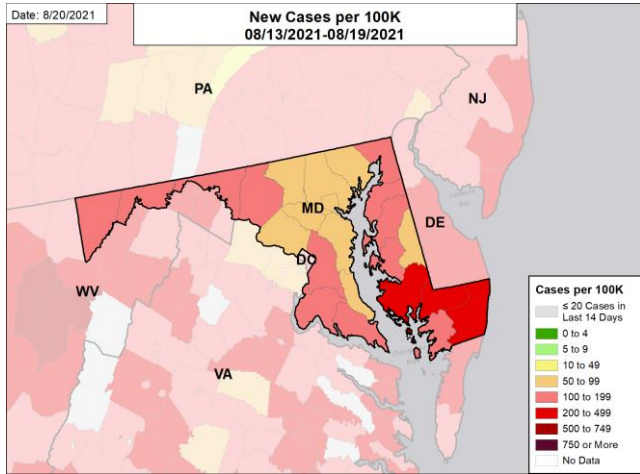 Date: 8/20/2021
New Cases per 100K
08/13/2021-08/19/2021
PA
NJ
MD
DE
DC
WV
VA
Cases per 100K
≤ 20 Cases in
Last 14 Days
0 to 4
5 to 9
10 to 49
50 to 99
100 to 199
200 to 499
500 to 749
750 or More
No Data